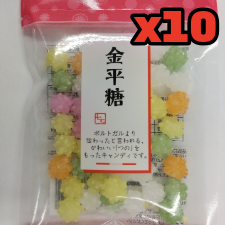 x10
金平糖
ポルトガルより
伝わったと言われる、
かわいい「つの」を
もったキャンディです。